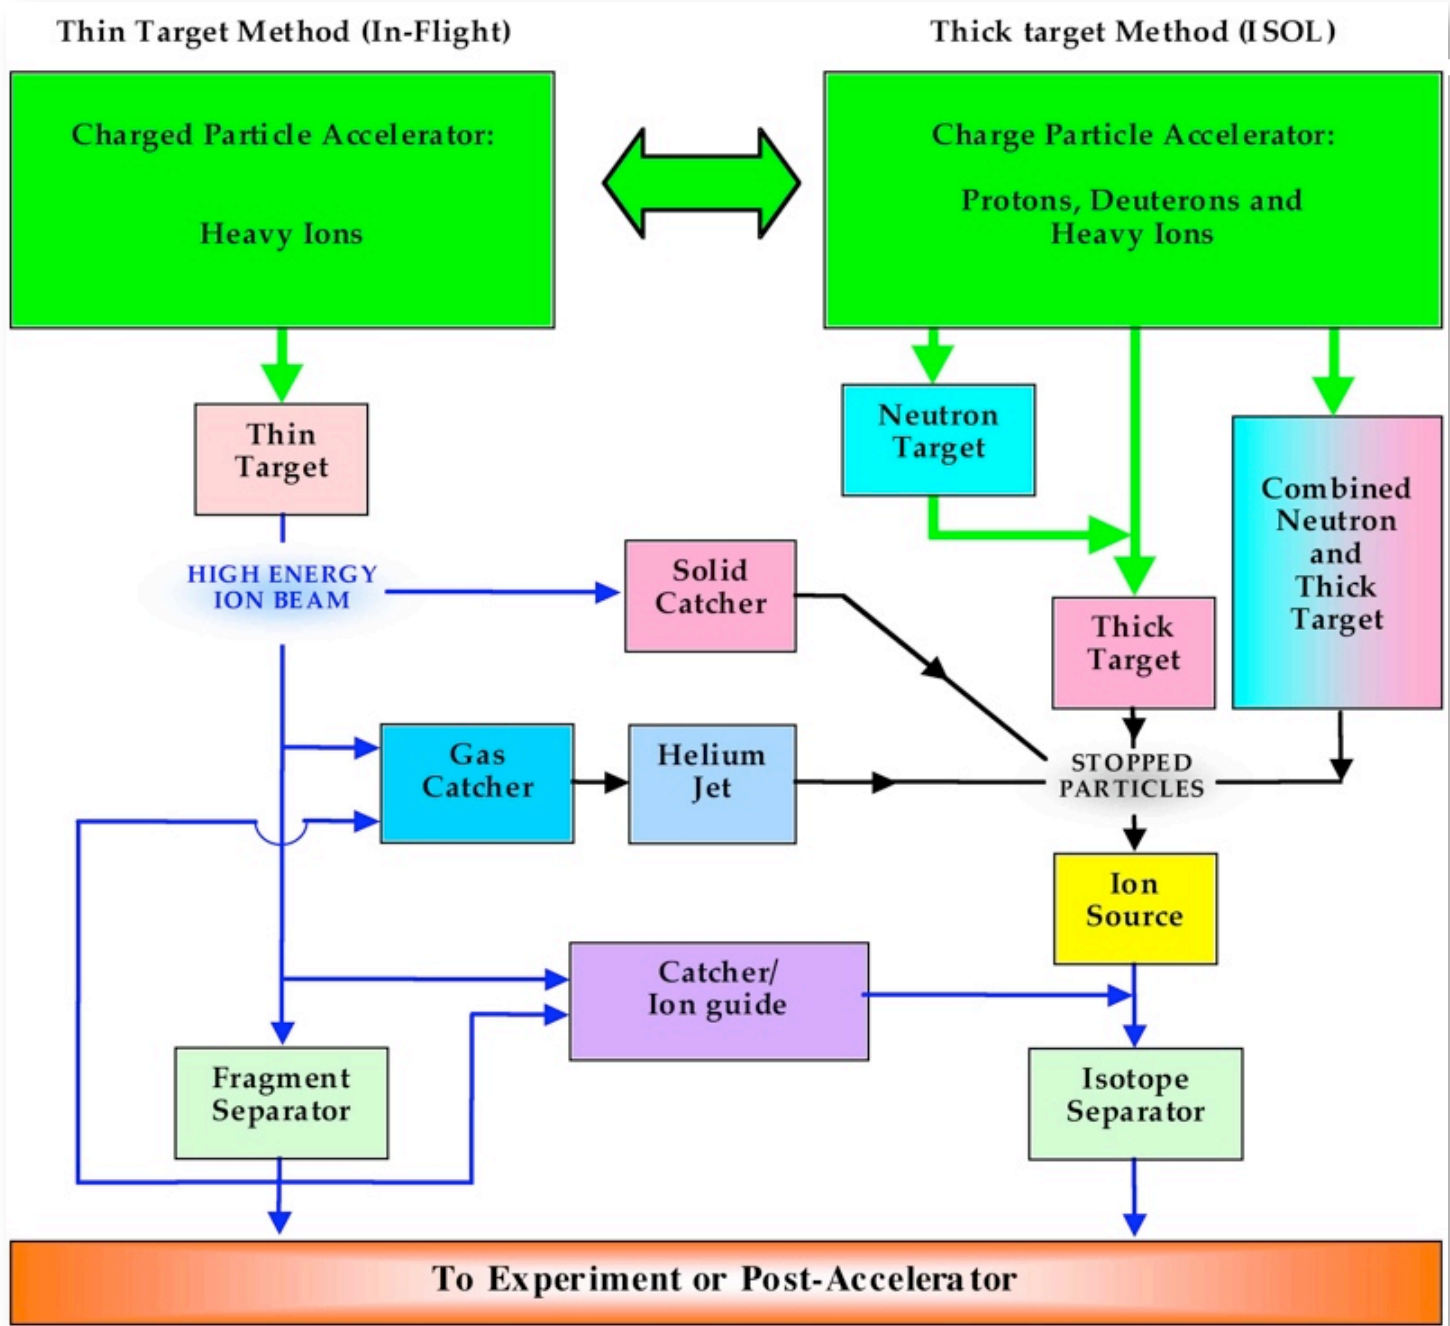 Thin Target Method (In-Flight)
Thick target Method (ISOL)
Charged Particle Accelerator:
Heavy Ions
Charge Particle Accelerator:
Protons, Deuterons and
Heavy Ions
Thin
Target
Neutron
Target
Combined
Neutron
and
Thick
Target
HIGH ENERGY
ION BEAM
Solid
Catcher
Thick
Target
Gas
Catcher
Helium
Jet
STOPPED
PARTICLES
Ion
Source
Catcher/
Ion guide
Fragment
Separator
Isotope
Separator
To Experiment or Post-Accelerator